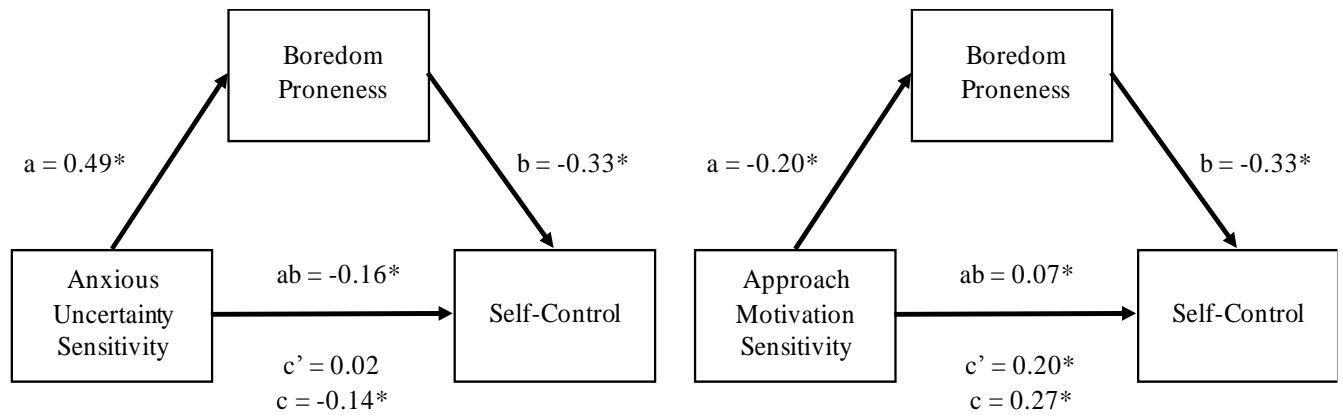 Boredom
Proneness
a = 0.49*
b = -0.33*
Anxious
Uncertainty
Sensitivity
ab = -0.16*
c’ = 0.02
c = -0.14*
Self-Control
Boredom
Proneness
a = -0.20*
b = -0.33*
Approach
Motivation
Sensitivity
ab = 0.07*
c’ = 0.20*
c = 0.27*
Self-Control